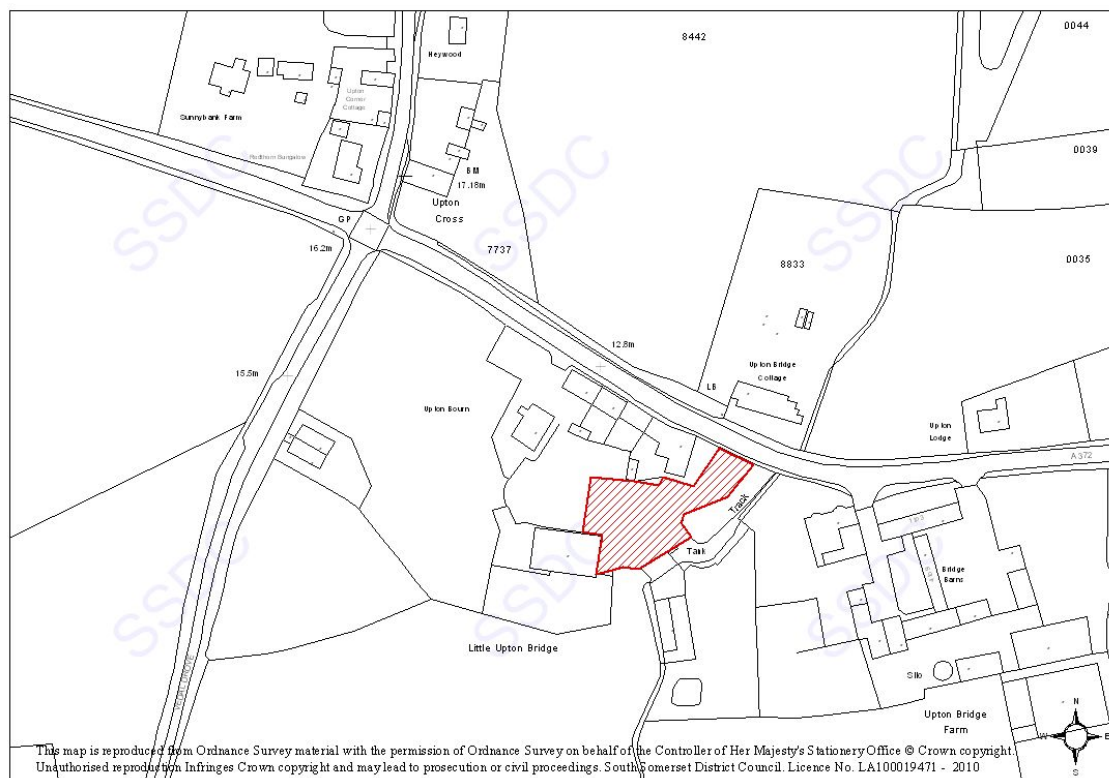 0044
8442
Heywood
Upton
Corner
Cottage
Sunnybank Farm
0039
BM
17.18m
Upton
Cross
GP
16.2m
7737
8833
0035
12.8m
15.5m
Upton Bridge
Cottage
LB
Upton Bourn
Upton
Lodge
A 372
Track
Tank
Bridge
Barns
Little Upton Bridge
Silo
Upton Bridge
Farm
N
W
E
S
SSDC
SSDC
SSDC
SSDC
SSDC
SSDC
This map is reproduced from Ordnance Survey material with the permission of Ordnance Survey on behalf of the Controller of Her Majesty's Stationery Office © Crown copyright.
Unauthorised reproduction Infringes Crown copyright and may lead to prosecution or civil proceedings. South Somerset District Council. Licence No. LA100019471 - 2010